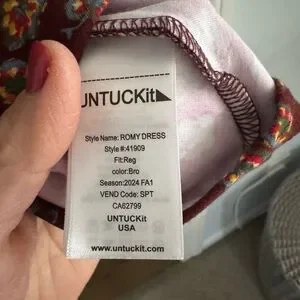 UNTUCKit
Style Name: ROMY DRESS
Style #:41909
Fit:Reg
color:Bro
Season:2024 FA1
VEND Code: SPT
CA62799
UNTUCKit
USA
www.untuckit.com